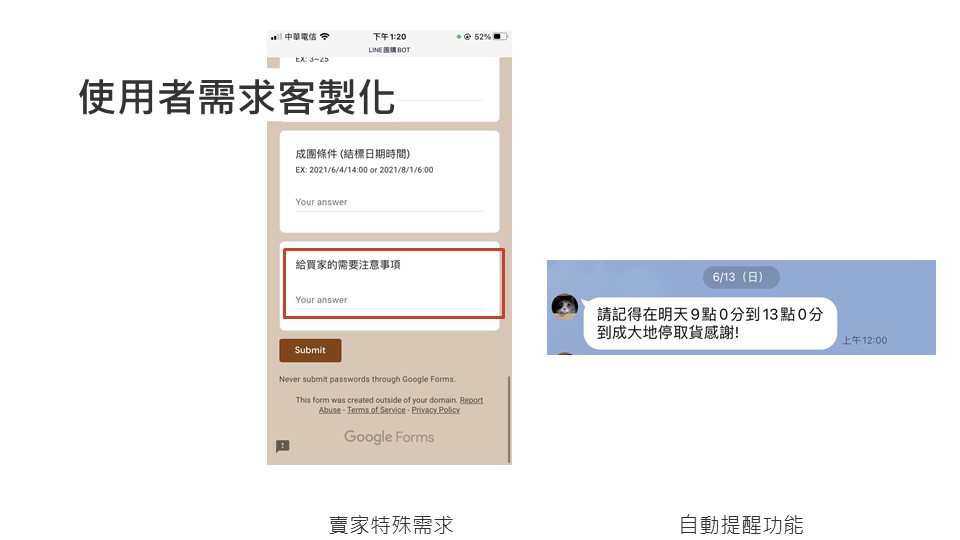 中華電信
下午1:20
52%
LINE團購BOT
EX: 3~25
使用者需求客製化
成團條件 (結標日期時間)
EX: 2021/6/4/14:00 or 2021/8/1/6:00
Your answer
給買家的需要注意事項
Your answer
Submit
Never submit passwords through Google Forms.
This form was created outside of your domain. Report
Abuse - Terms of Service - Privacy Policy
Google Forms
6/13（日）
請記得在明天9點0分到13點0分
到成大地停取貨感謝!
上午12:00
賣家特殊需求
自動提醒功能